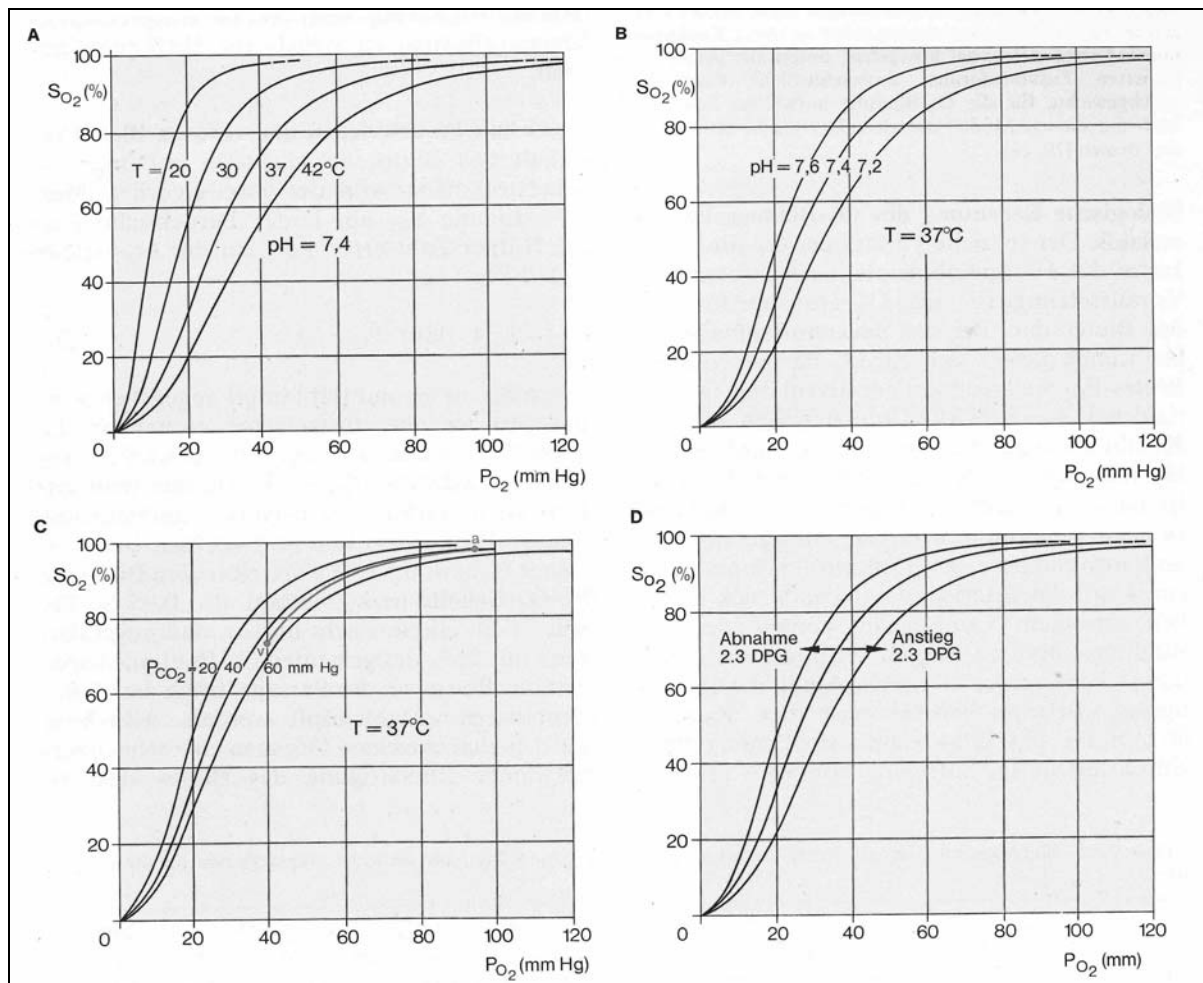 A
100
S_O2 (%)
80
T = 20 30 37 42°C
60
pH = 7,4
40
20
0 20 40 60 80 100 120
P_O2 (mm Hg)
B
100
S_O2 (%)
80
pH = 7,6 7,4 7,2
60
T = 37°C
40
20
0 20 40 60 80 100 120
P_O2 (mm Hg)
C
a
100
S_O2 (%)
80
v
P_CO2 = 20 40 60 mm Hg
60
T = 37°C
40
20
0 20 40 60 80 100 120
P_O2 (mm Hg)
D
100
S_O2 (%)
80
Abnahme Anstieg
2.3 DPG 2.3 DPG
60
40
20
0 20 40 60 80 100 120
P_O2 (mm)